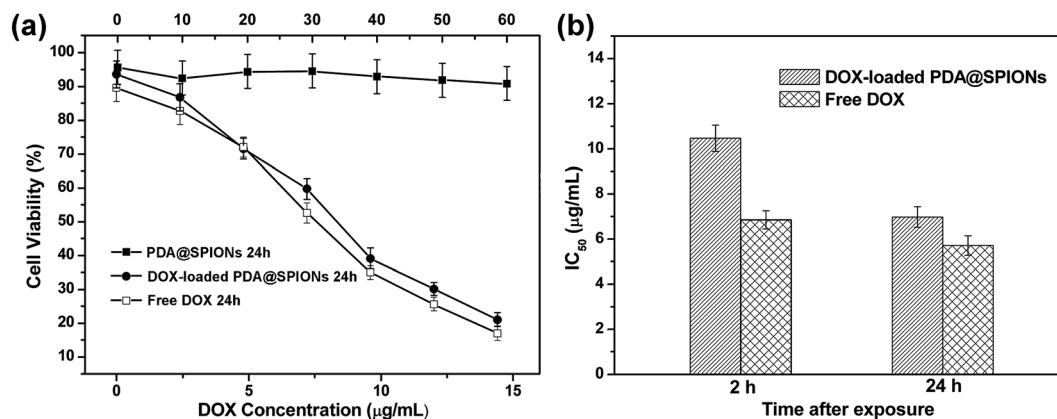 (a)
0 10 20 30 40 50 60
100
90
80
70
60
50
40
30
20
10
Cell Viability (%)
PDA@SPIONs 24h
DOX-loaded PDA@SPIONs 24h
Free DOX 24h
0 5 10 15
DOX Concentration (μg/mL)
(b)
14
12
10
8
6
4
2
0
IC50 (μg/mL)
DOX-loaded PDA@SPIONs
Free DOX
2 h 24 h
Time after exposure